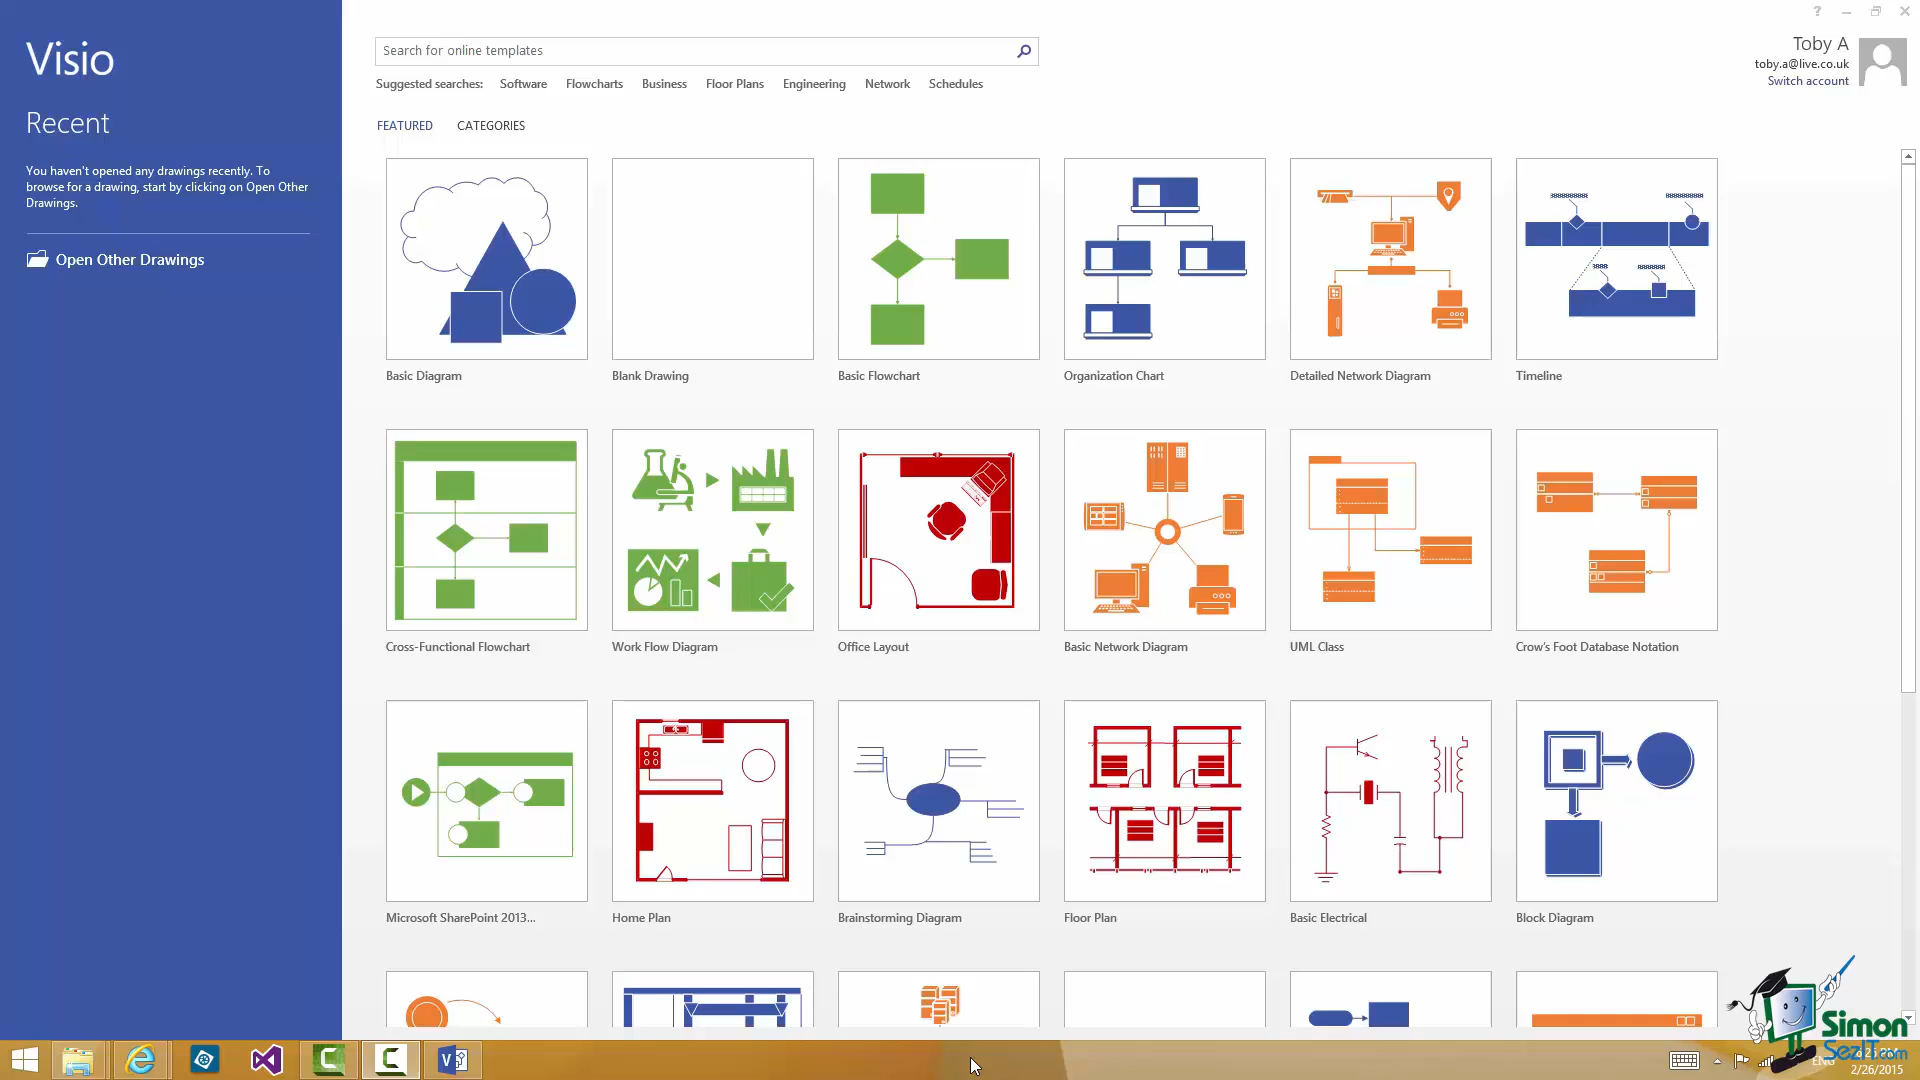 Visio
Recent
You haven't opened any drawings recently. To
browse for a drawing, start by clicking on Open Other
Drawings.
Open Other Drawings
Search for online templates
Suggested searches: Software Flowcharts Business Floor Plans Engineering Network Schedules
FEATURED CATEGORIES
?
Toby A
toby.a@live.co.uk
Switch account
Basic Diagram
Blank Drawing
Basic Flowchart
Organization Chart
Detailed Network Diagram
Timeline
Cross-Functional Flowchart
Work Flow Diagram
Office Layout
Basic Network Diagram
UML Class
Crow's Foot Database Notation
Microsoft SharePoint 2013...
Home Plan
Brainstorming Diagram
Floor Plan
Basic Electrical
Block Diagram
Simon
SezIT.com
ENG
2/26/2015